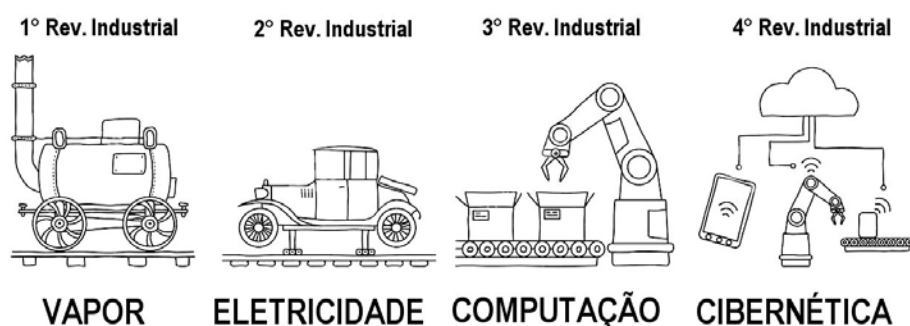 1° Rev. Industrial
2° Rev. Industrial
3° Rev. Industrial
4° Rev. Industrial
VAPOR
ELETRICIDADE
COMPUTAÇÃO
CIBERNÉTICA